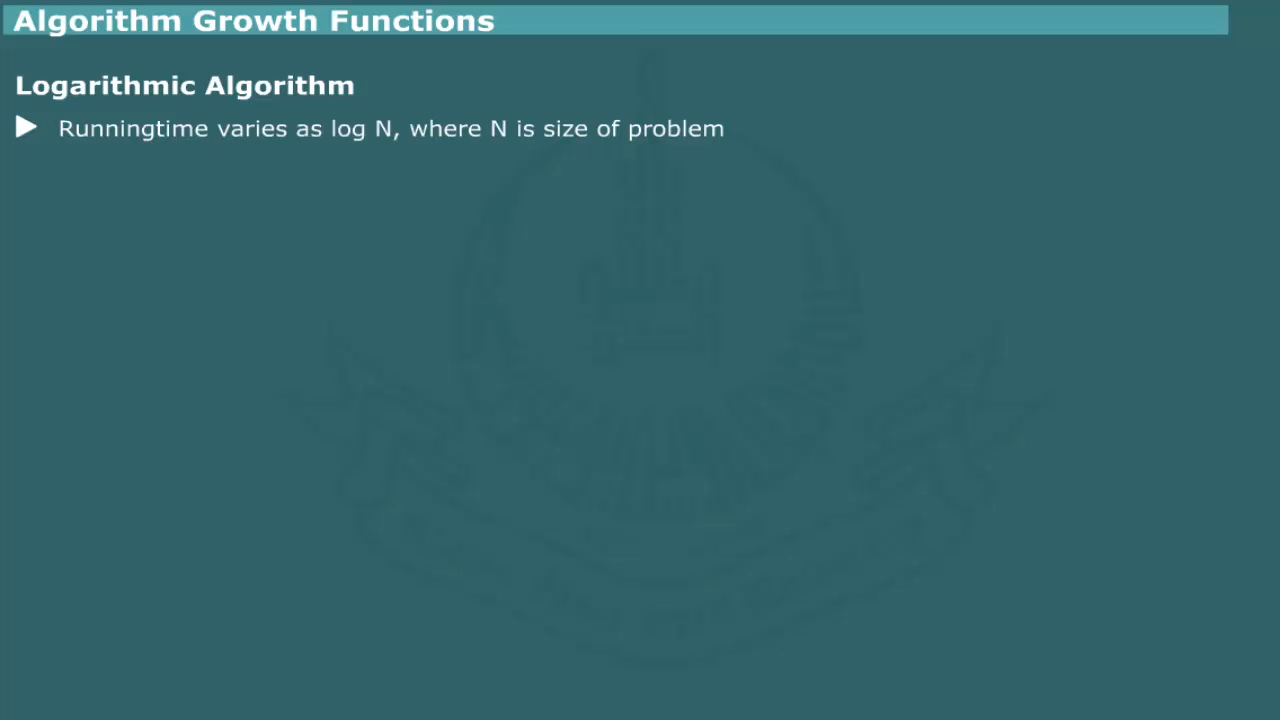 Algorithm Growth Functions
Logarithmic Algorithm
Runningtime varies as log N, where N is size of problem